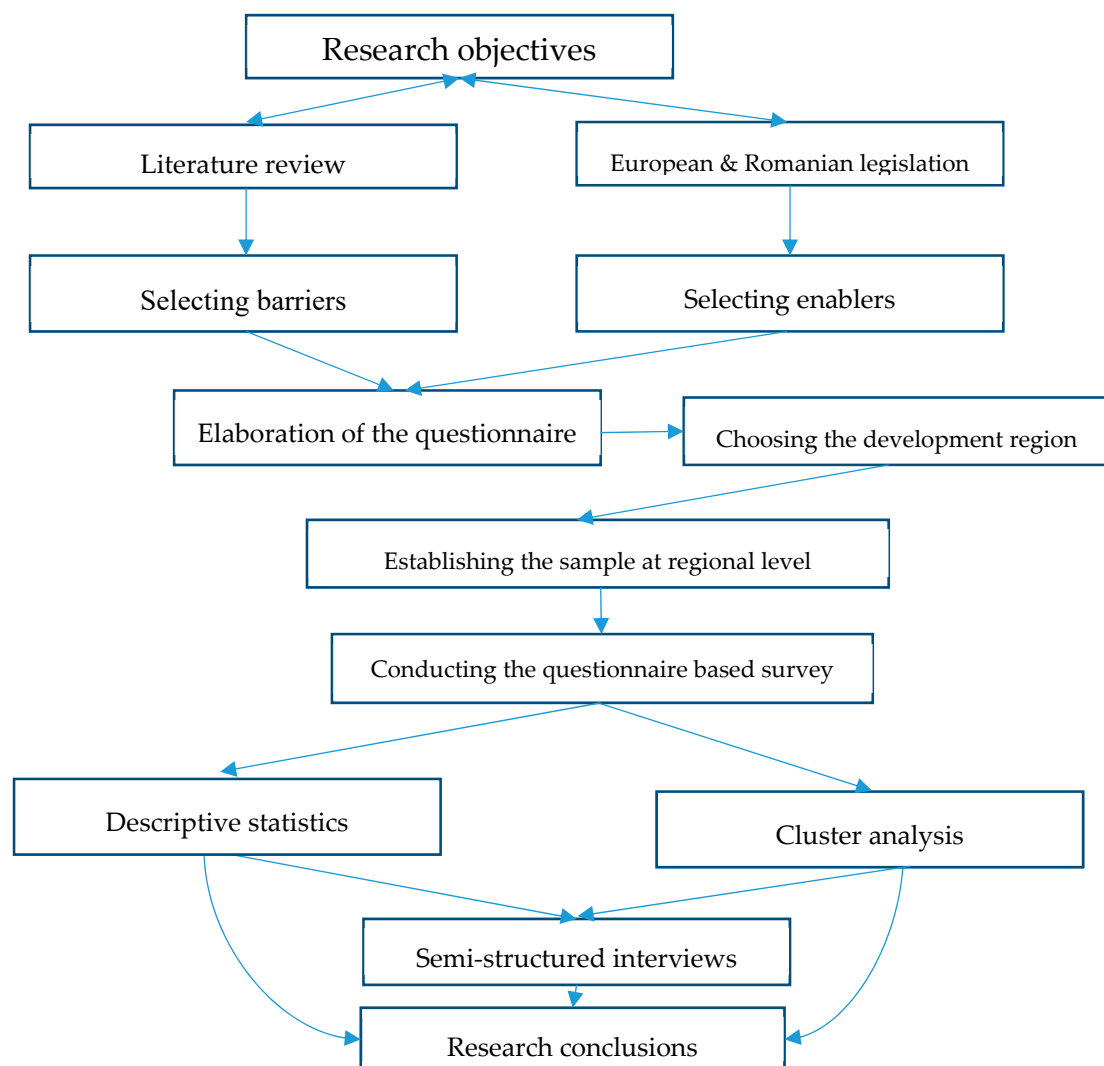 Research objectives
Literature review
European & Romanian legislation
Selecting barriers
Selecting enablers
Elaboration of the questionnaire
Choosing the development region
Establishing the sample at regional level
Conducting the questionnaire based survey
Descriptive statistics
Cluster analysis
Semi-structured interviews
Research conclusions